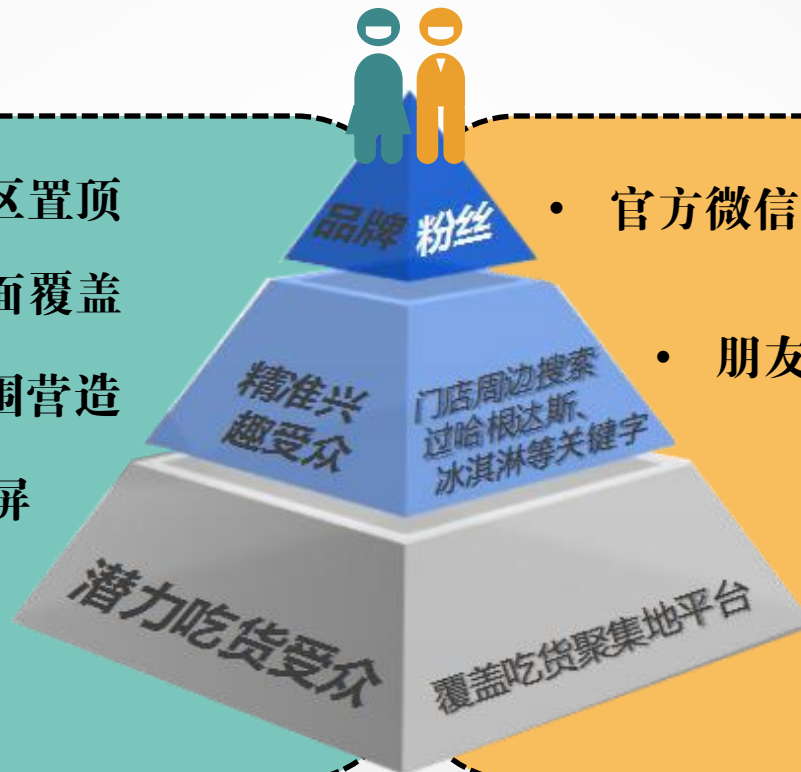 区置顶
面覆盖
围营造
屏
品牌 粉丝
精准兴
趣受众
门店周边搜索
过哈根达斯、
冰淇淋等关键字
潜力吃货受众
覆盖吃货聚集地平台
• 官方微信
• 朋友